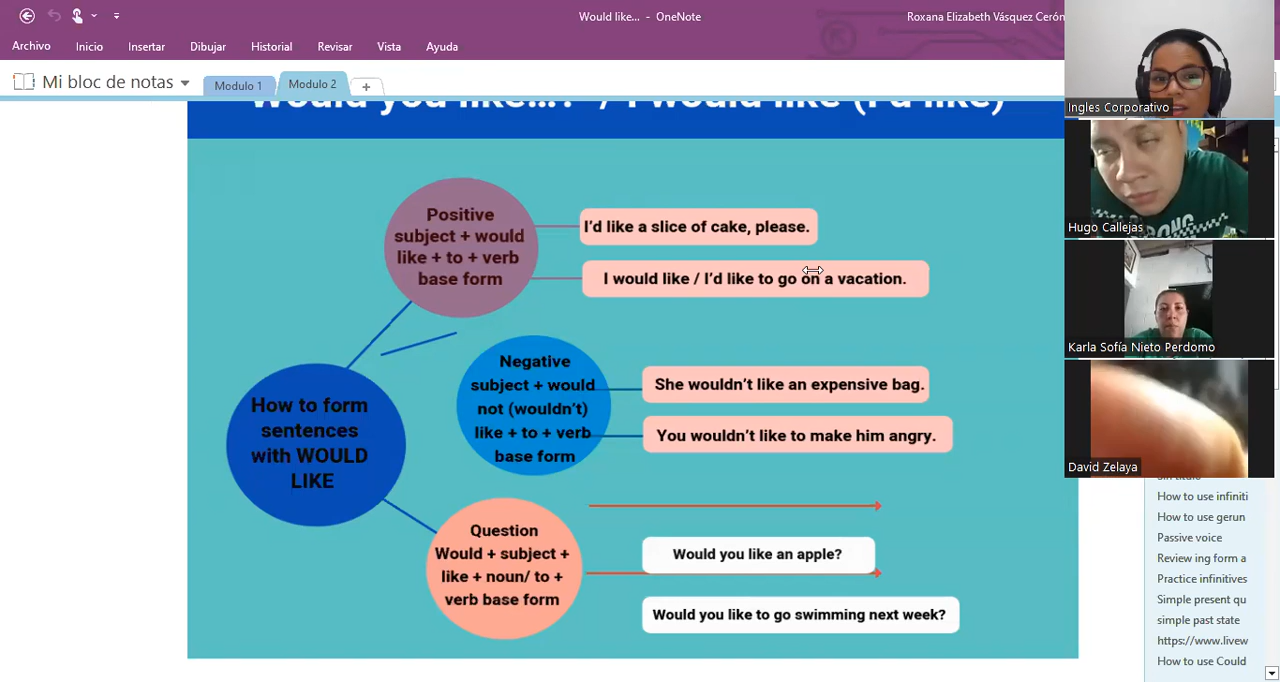 Would like... - OneNote
Roxana Elizabeth Vásquez Cerón
Archivo
Inicio
Insertar
Dibujar
Historial
Revisar
Vista
Ayuda
Mi bloc de notas
Modulo 1
Modulo 2
+
Would you like…? / I would like (I'd like)
Positive
subject + would
like + to + verb
base form
I'd like a slice of cake, please.
I would like / I'd like to go on a vacation.
How to form
sentences
with WOULD
LIKE
Negative
subject + would
not (wouldn't)
like + to + verb
base form
She wouldn't like an expensive bag.
You wouldn't like to make him angry.
Question
Would + subject +
like + noun/ to +
verb base form
Would you like an apple?
Would you like to go swimming next week?
Ingles Corporativo
Hugo Callejas
Karla Sofía Nieto Perdomo
David Zelaya
How to use infiniti
How to use gerun
Passive voice
Review ing form a
Practice infinitives
Simple present qu
simple past state
https://www.livew
How to use Could